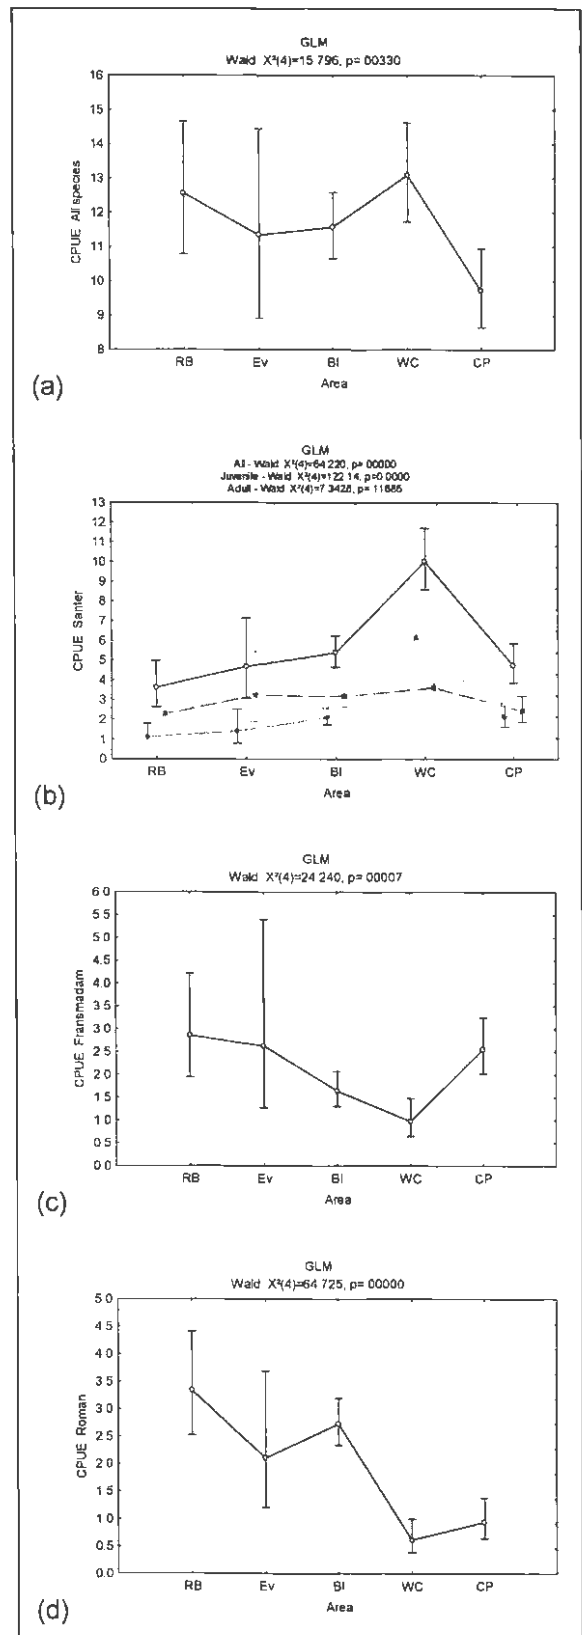 GLM
Wald X²(4)=15 796, p= 00330
16
15
14
13
12
11
10
9
8
CPUE All species
RB Ev BI WC CP
Area
(a)
GLM
All - Wald X²(4)=64 220, p= 00000
Juvenile - Wald X²(4)=122 14, p=0 0000
Adult - Wald X²(4)=7 3428, p= 11886
13
12
11
10
9
8
7
6
5
4
3
2
1
0
CPUE Santer
RB Ev BI WC CP
Area
(b)
GLM
Wald X²(4)=24 240, p= 00007
6 0
5 5
5 0
4 5
4 0
3 5
3 0
2 5
2 0
1 5
1 0
0 5
0 0
CPUE Fransmadam
RB Ev BI WC CP
Area
(c)
GLM
Wald X²(4)=64 725, p= 00000
5 0
4 5
4 0
3 5
3 0
2 5
2 0
1 5
1 0
0 5
0 0
CPUE Roman
RB Ev BI WC CP
Area
(d)